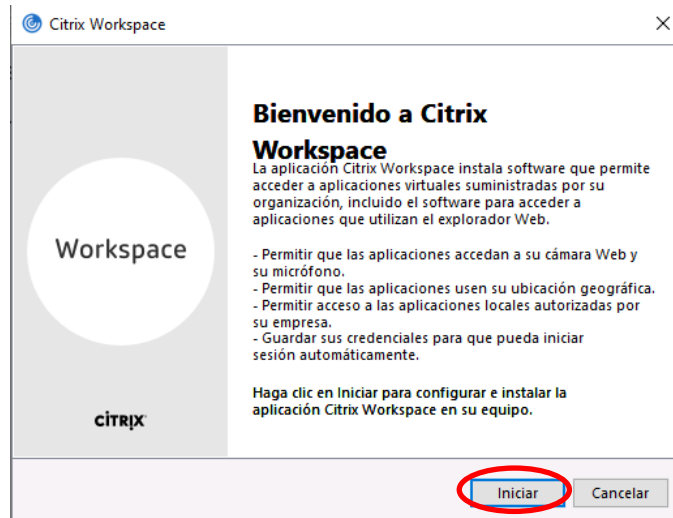 Citrix Workspace
Bienvenido a Citrix
Workspace
La aplicación Citrix Workspace instala software que permite
acceder a aplicaciones virtuales suministradas por su
organización, incluido el software para acceder a
aplicaciones que utilizan el explorador Web.
- Permitir que las aplicaciones accedan a su cámara Web y
su micrófono.
- Permitir que las aplicaciones usen su ubicación geográfica.
- Permitir acceso a las aplicaciones locales autorizadas por
su empresa.
- Guardar sus credenciales para que pueda iniciar
sesión automáticamente.
Haga clic en Iniciar para configurar e instalar la
aplicación Citrix Workspace en su equipo.
Workspace
CİTRIX
Iniciar Cancelar